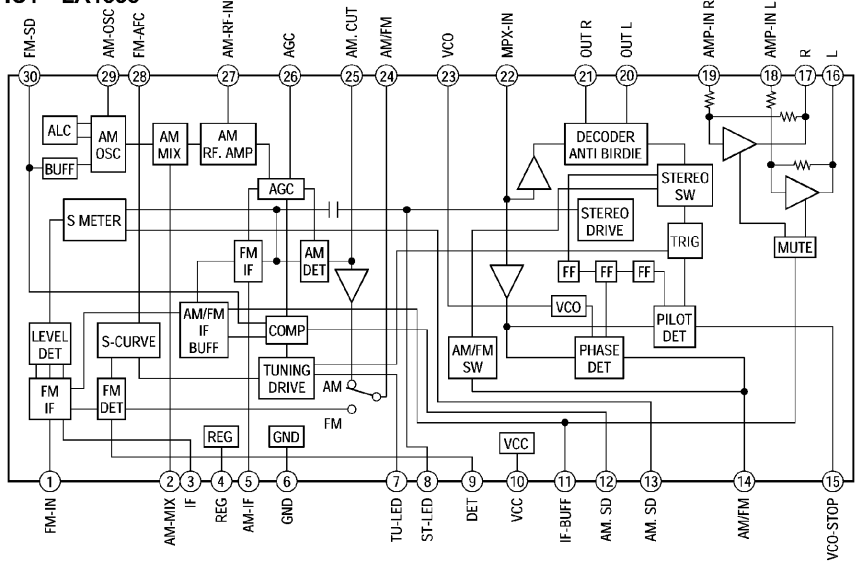 FM-SD
AM-OSC
FM-AFC
AM-RF-IN
AGC
AM. CUT
AM/FM
VCO
MPX-IN
OUT R
OUT L
AMP-IN R
AMP-IN L
R
L
30
29
28
27
26
25
24
23
22
21
20
19
18
17
16
ALC
BUFF
AM
OSC
AM
MIX
AM
RF. AMP
AGC
DECODER
ANTI BIRDIE
STEREO
SW
S METER
STEREO
DRIVE
TRIG
MUTE
FM
IF
AM
DET
FF
FF
FF
VCO
PILOT
DET
LEVEL
DET
S-CURVE
AM/FM
IF
BUFF
COMP
TUNING
DRIVE
AM/FM
SW
PHASE
DET
FM
IF
FM
DET
AM
FM
REG
GND
VCC
1
2
3
4
5
6
7
8
9
10
11
12
13
14
15
FM-IN
AM-MIX
IF
REG
AM-IF
GND
TU-LED
ST-LED
DET
VCC
IF-BUFF
AM. SD
AM. SD
AM/FM
VCO-STOP